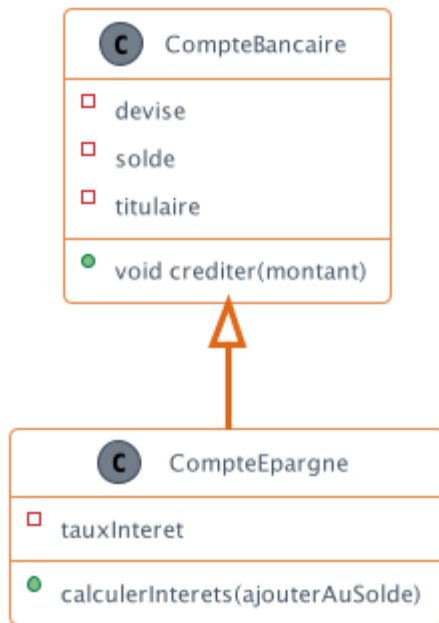 C CompteBancaire
devise
solde
titulaire
void crediter(montant)
C CompteEpargne
tauxInteret
calculerInterets(ajouterAuSolde)